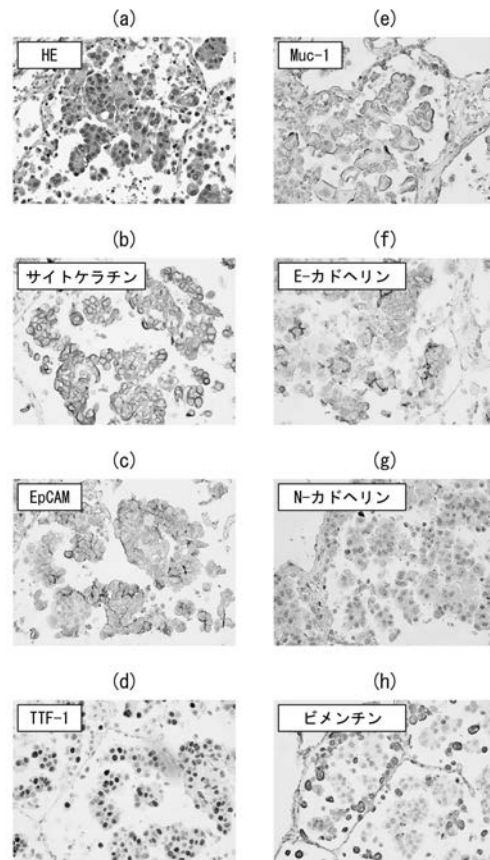 (a)
HE
(b)
サイトケラチン
(c)
EpCAM
(d)
TTF-1
(e)
Muc-1
(f)
E-カドヘリン
(g)
N-カドヘリン
(h)
ビメンチン